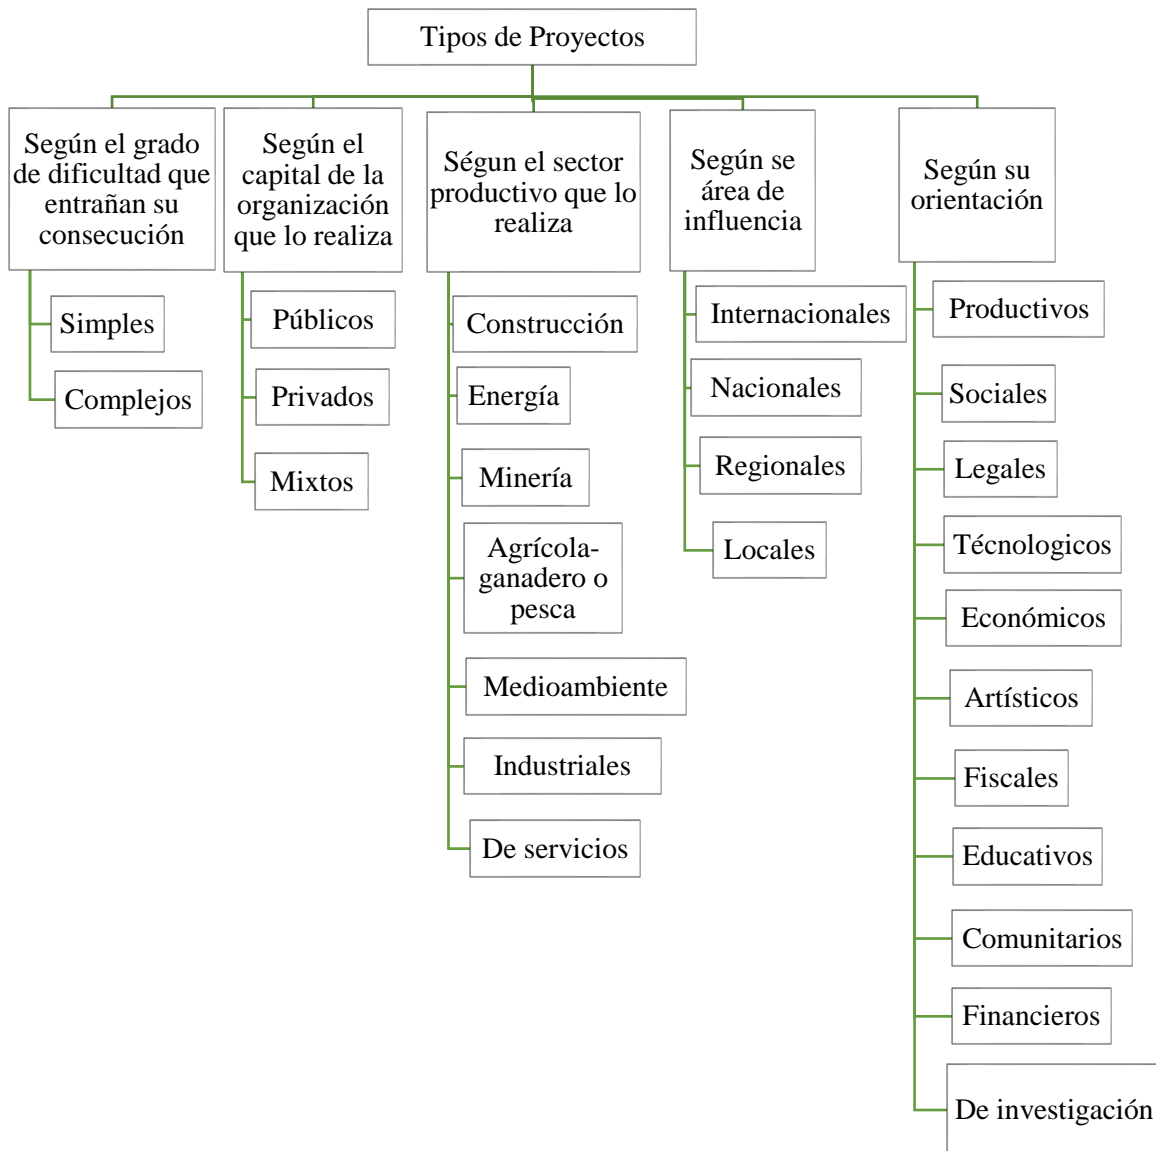 Tipos de Proyectos
Según el grado
de dificultad que
entrañan su
consecución
Simples
Complejos
Según el
capital de la
organización
que lo realiza
Públicos
Privados
Mixtos
Ségun el sector
productivo que lo
realiza
Construcción
Energía
Minería
Agrícola-
ganadero o
pesca
Medioambiente
Industriales
De servicios
Según se
área de
influencia
Internacionales
Nacionales
Regionales
Locales
Según su
orientación
Productivos
Sociales
Legales
Técnologicos
Económicos
Artísticos
Fiscales
Educativos
Comunitarios
Financieros
De investigación